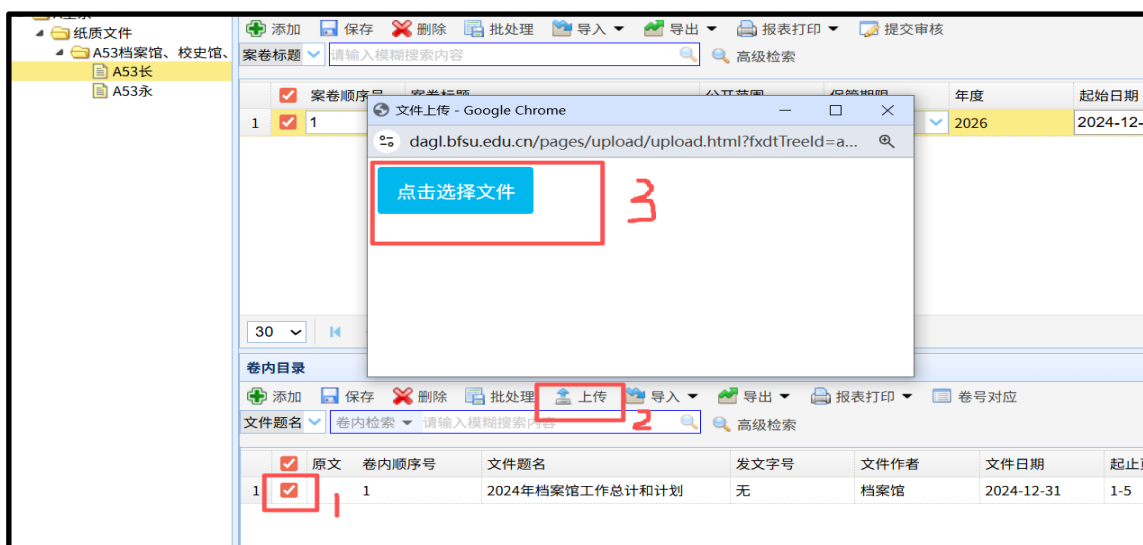 纸质文件
A53档案馆、校史馆、
A53长
A53永
添加 保存 删除 批处理 导入 导出 报表打印 提交审核
案卷标题 请输入模糊搜索内容 高级检索
案卷顺序号 案卷标题 公开范围 保管期限 年度 起始日期
1 1 2026 2024-12-
文件上传 - Google Chrome
dagl.bfsu.edu.cn/pages/upload/upload.html?fxdtTreeId=a...
点击选择文件
3
30
卷内目录
添加 保存 删除 批处理 上传 导入 导出 报表打印 卷号对应
文件题名 卷内检索 请输入模糊搜索内容 2 高级检索
原文 卷内顺序号 文件题名 发文字号 文件作者 文件日期 起止
1 1 2024年档案馆工作总计和计划 无 档案馆 2024-12-31 1-5
1